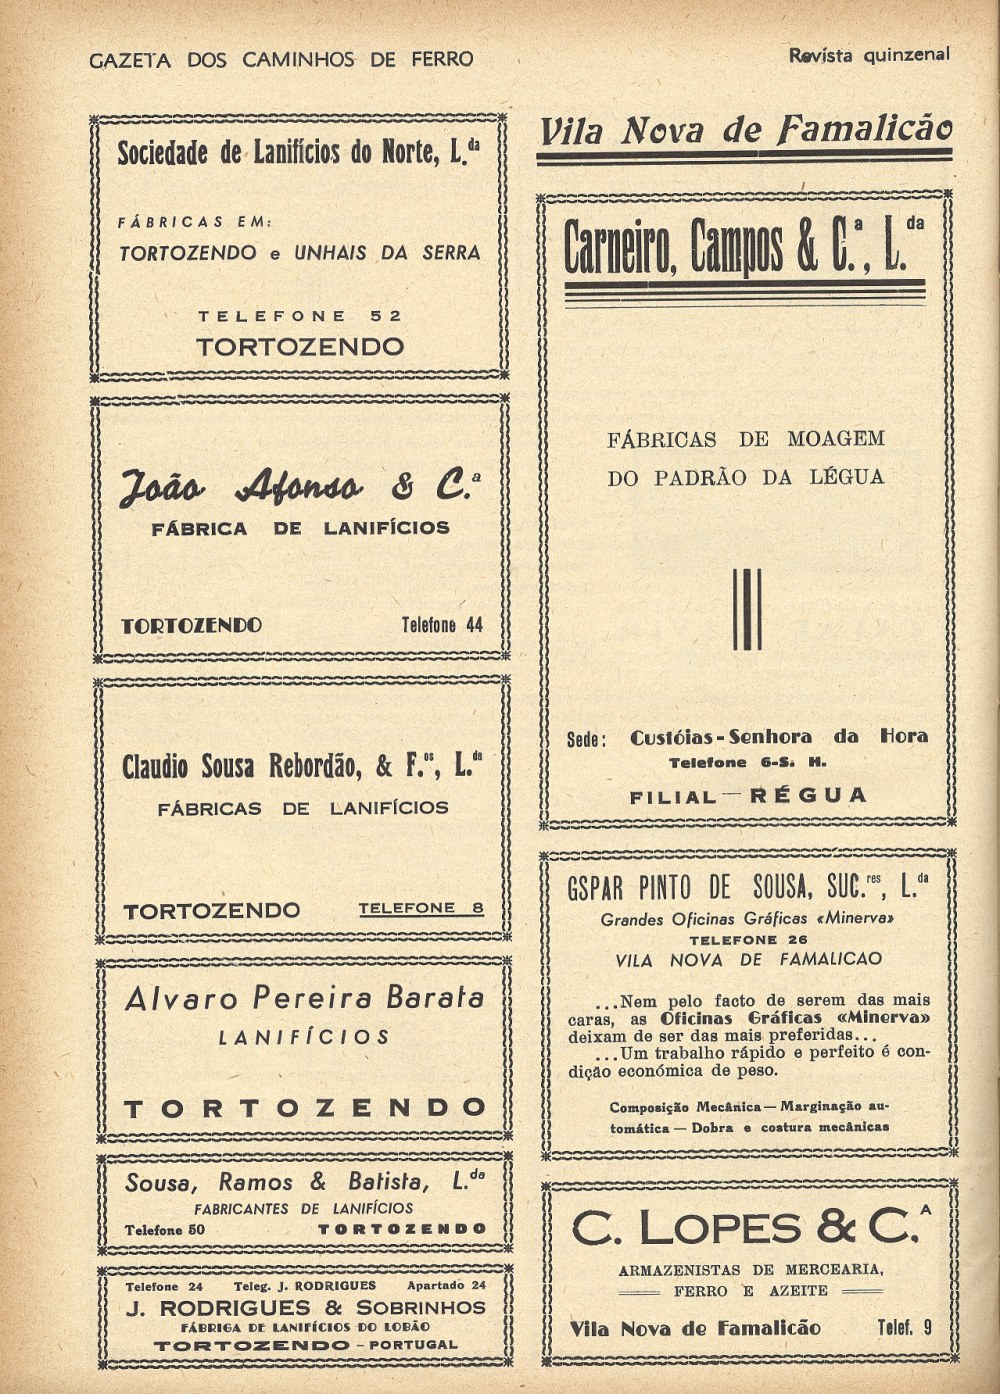 GAZETA DOS CAMINHOS DE FERRO
Revista quinzenal
Sociedade de Lanifícios do Norte, L.da
FÁBRICAS EM:
TORTOZENDO e UNHAIS DA SERRA
TELEFONE 52
TORTOZENDO
João Afonso & C.a
FÁBRICA DE LANIFÍCIOS
TORTOZENDO Telefone 44
Claudio Sousa Rebordão, & F.os, L.da
FÁBRICAS DE LANIFÍCIOS
TORTOZENDO TELEFONE 8
Alvaro Pereira Barata
LANIFÍCIOS
TORTOZENDO
Sousa, Ramos & Batista, L.da
FABRICANTES DE LANIFÍCIOS
Telefone 50 TORTOZENDO
Telefone 24 Teleg. J. RODRIGUES Apartado 24
J. RODRIGUES & SOBRINHOS
FÁBRIGA DE LANIFÍCIOS DO LOBÃO
TORTOZENDO – PORTUGAL
Vila Nova de Famalicão
Carneiro, Campos & C.a, L.da
FÁBRICAS DE MOAGEM
DO PADRÃO DA LÉGUA
Sede: Custóias - Senhora da Hora
Telefone 6-S. H.
FILIAL — RÉGUA
GSPAR PINTO DE SOUSA, SUC.res, L.da
Grandes Oficinas Gráficas «Minerva»
TELEFONE 26
VILA NOVA DE FAMALICAO
...Nem pelo facto de serem das mais
caras, as Oficinas Gráficas «Minerva»
deixam de ser das mais preferidas...
...Um trabalho rápido e perfeito é con-
dição económica de peso.
Composição Mecânica — Marginação au-
tomática — Dobra e costura mecânicas
C. LOPES & C.A
ARMAZENISTAS DE MERCEARIA,
FERRO E AZEITE
Vila Nova de Famalicão Telef. 9